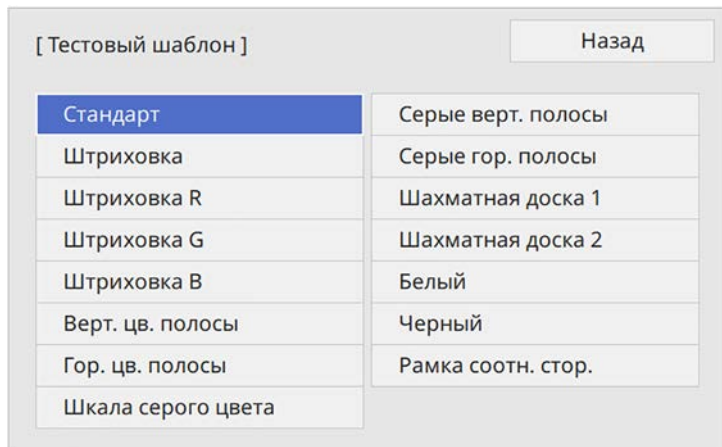 [ Тестовый шаблон ]
Назад
Стандарт
Штриховка
Штриховка R
Штриховка G
Штриховка B
Верт. цв. полосы
Гор. цв. полосы
Шкала серого цвета
Серые верт. полосы
Серые гор. полосы
Шахматная доска 1
Шахматная доска 2
Белый
Черный
Рамка соотн. стор.